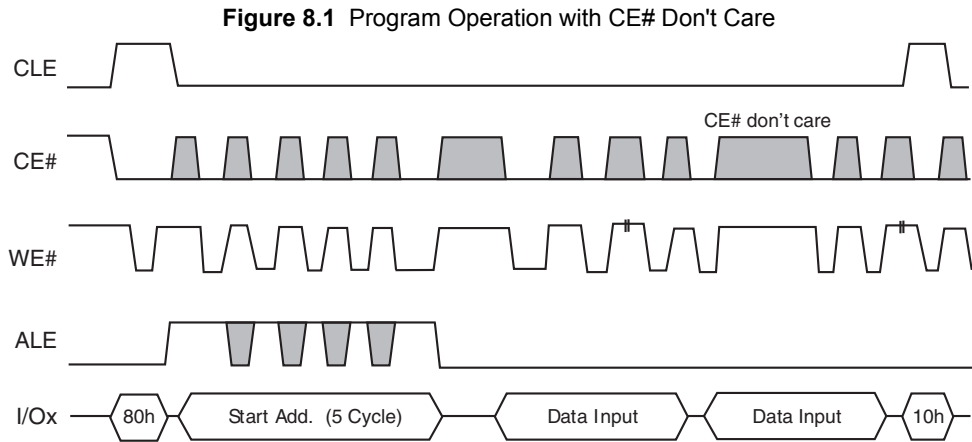 Figure 8.1 Program Operation with CE# Don't Care
CLE
CE# don't care
CE#
WE#
ALE
I/Ox 80h Start Add. (5 Cycle) Data Input Data Input 10h